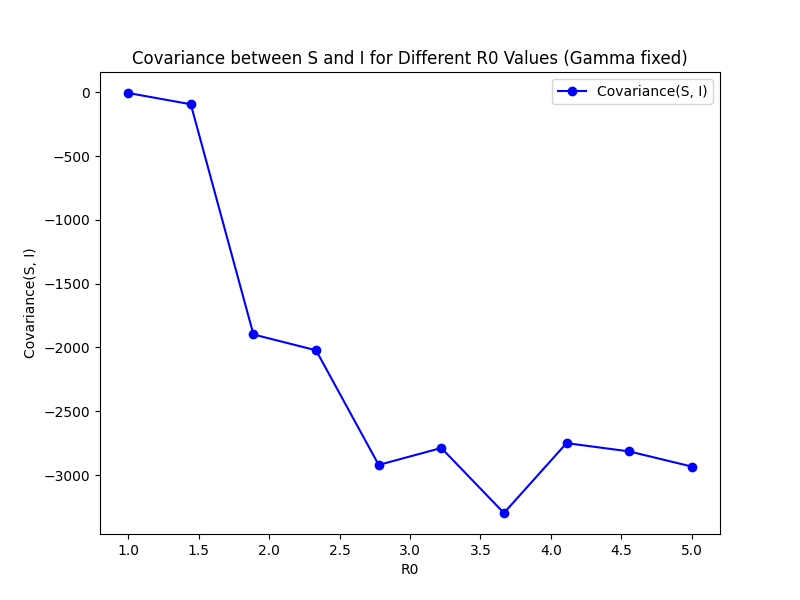 Covariance between S and I for Different R0 Values (Gamma fixed)
Covariance(S, I)
0
−500
−1000
−1500
−2000
−2500
−3000
Covariance(S, I)
1.0 1.5 2.0 2.5 3.0 3.5 4.0 4.5 5.0
R0